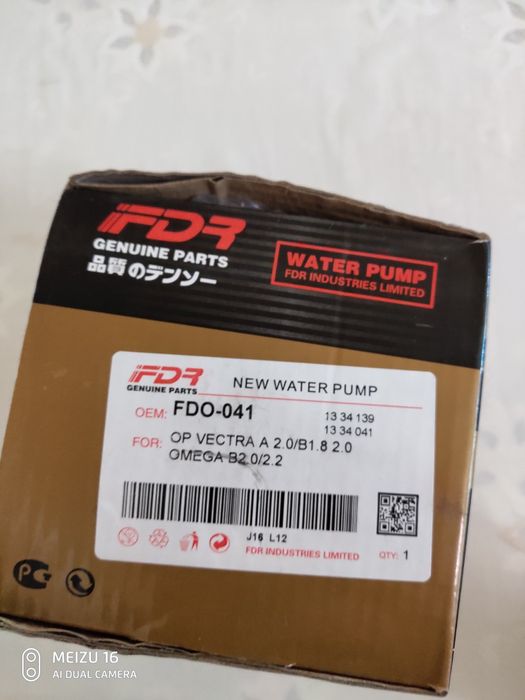 FDR
GENUINE PARTS
品質のデンソー
WATER PUMP
FDR INDUSTRIES LIMITED
FDR
GENUINE PARTS
NEW WATER PUMP
OEM: FDO-041
13 34 139
13 34 041
FOR: OP VECTRA A 2.0/B1.8 2.0
OMEGA B2.0/2.2
J16 L12
FDR INDUSTRIES LIMITED
QTY: 1
MEIZU 16
AI DUAL CAMERA